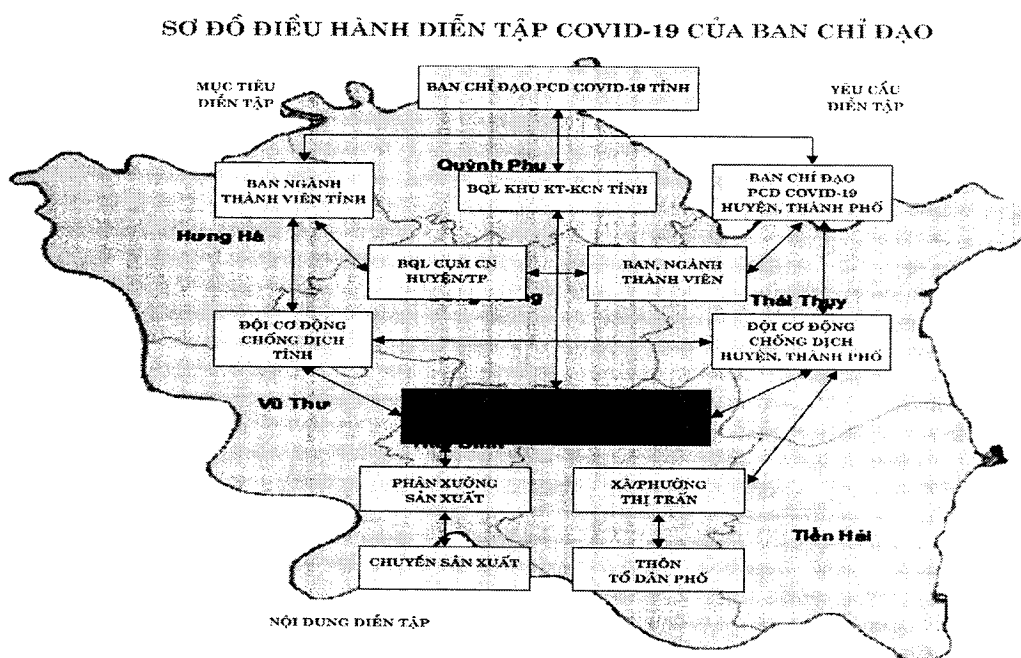 SƠ ĐỒ ĐIỀU HÀNH DIỄN TẬP COVID-19 CỦA BAN CHỈ ĐẠO
MỤC TIÊU
DIỄN TẬP
BAN CHỈ ĐẠO PCD COVID-19 TỈNH
YÊU CẦU
DIỄN TẬP
Quỳnh Phụ
BAN NGÀNH
THÀNH VIÊN TỈNH
BQL KHU KT-KCN TỈNH
BAN CHỈ ĐẠO
PCD COVID-19
HUYỆN, THÀNH PHỐ
Hưng Hà
BQL CỤM CN
HUYỆN/TP
BAN, NGÀNH
THÀNH VIÊN
Thái Thụy
ĐỘI CƠ ĐỘNG
CHỐNG DỊCH
TỈNH
ĐỘI CƠ ĐỘNG
CHỐNG DỊCH
HUYỆN, THÀNH PHỐ
Vũ Thư
PHÂN XƯỞNG
SẢN XUẤT
XÃ/PHƯỜNG
THỊ TRẤN
Tiền Hải
CHUYỀN SẢN XUẤT
THÔN
TỔ DÂN PHỐ
NỘI DUNG DIỄN TẬP